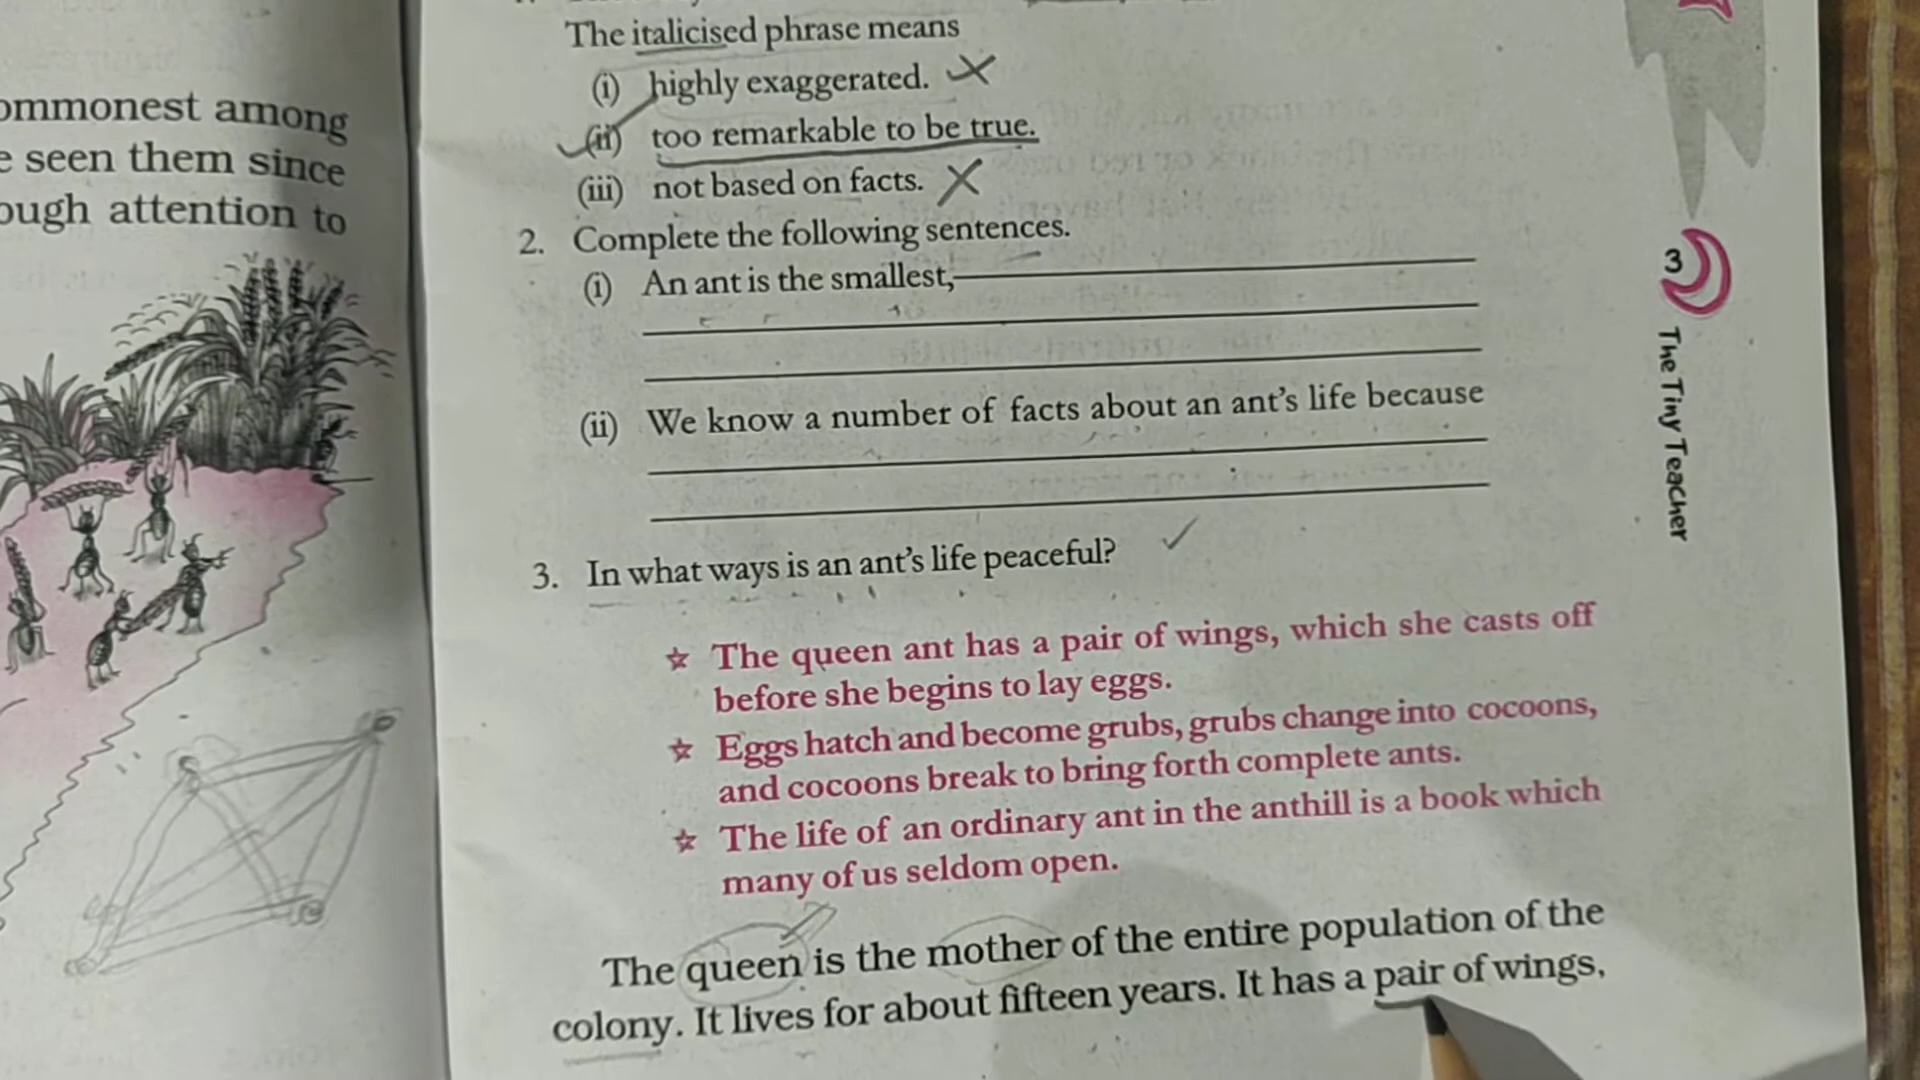 ommonest among
e seen them since
ough attention to
The italicised phrase means
(i) highly exaggerated.
(ii) too remarkable to be true.
(iii) not based on facts.
2. Complete the following sentences.
(i) An ant is the smallest,
(ii) We know a number of facts about an ant's life because
3. In what ways is an ant's life peaceful?
☆ The queen ant has a pair of wings, which she casts off
before she begins to lay eggs.
☆ Eggs hatch and become grubs, grubs change into cocoons,
and cocoons break to bring forth complete ants.
☆ The life of an ordinary ant in the anthill is a book which
many of us seldom open.
The queen is the mother of the entire population of the
colony. It lives for about fifteen years. It has a pair of wings,
3
The Tiny Teacher